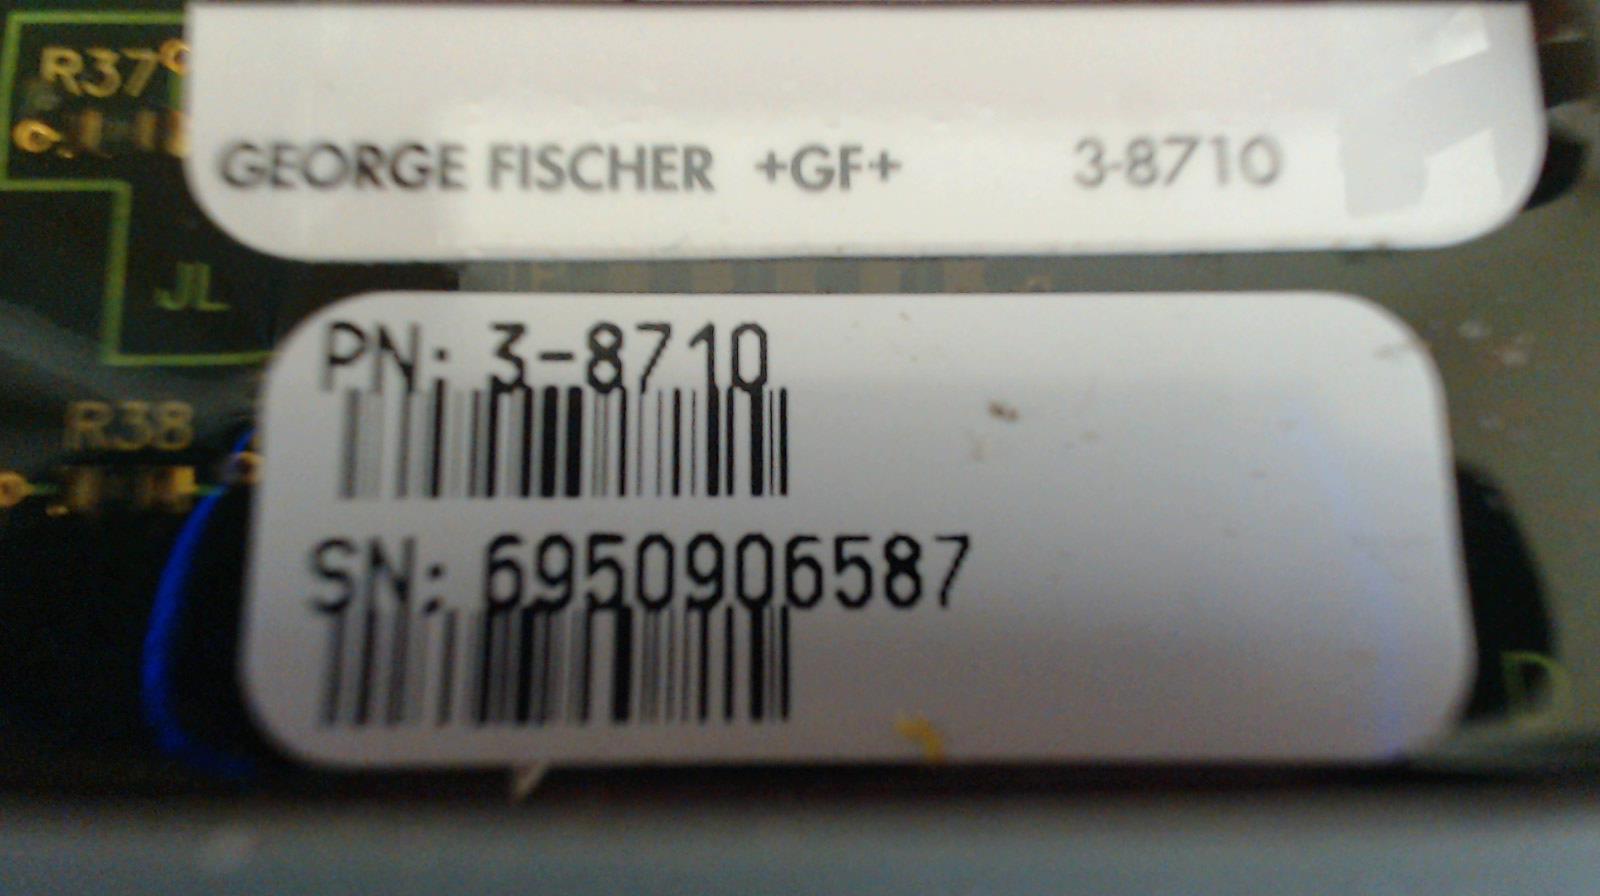 R37
GEORGE FISCHER +GF+ 3-8710
JL
PN: 3-8710
R38
SN: 6950906587
D